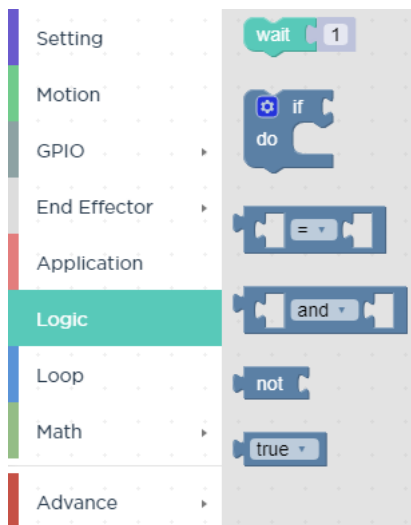 Setting
Motion
GPIO
End Effector
Application
Logic
Loop
Math
Advance
wait 1
if
do
=
and
not
true